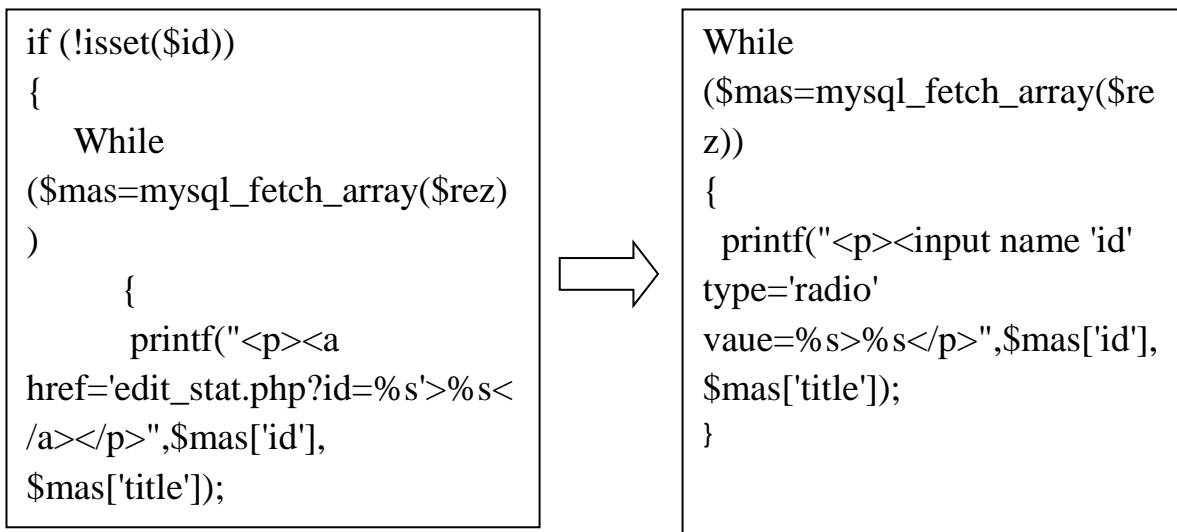 if (!isset($id))
{
While
($mas=mysql_fetch_array($rez)
)
{
printf("<p><a
href='edit_stat.php?id=%s'>%s<
/a></p>",$mas['id'],
$mas['title']);
While
($mas=mysql_fetch_array($re
z))
{
printf("<p><input name 'id'
type='radio'
vaue=%s>%s</p>",$mas['id'],
$mas['title']);
}